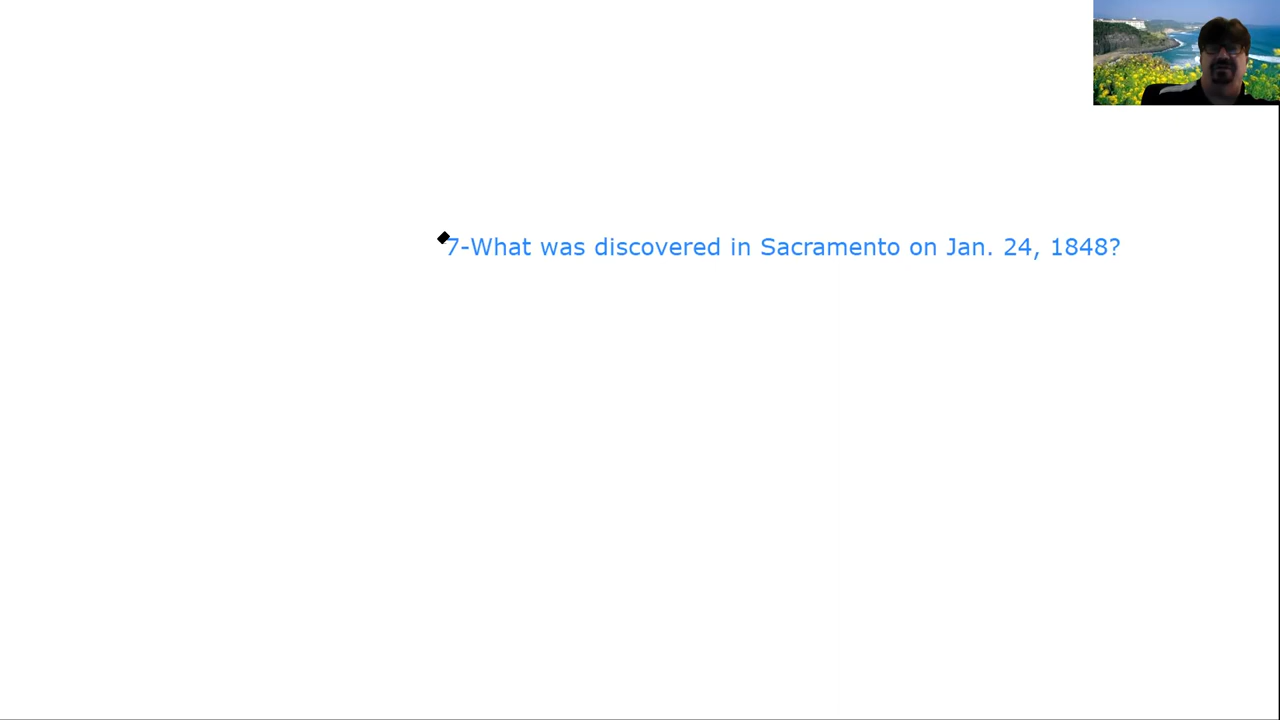 7-What was discovered in Sacramento on Jan. 24, 1848?